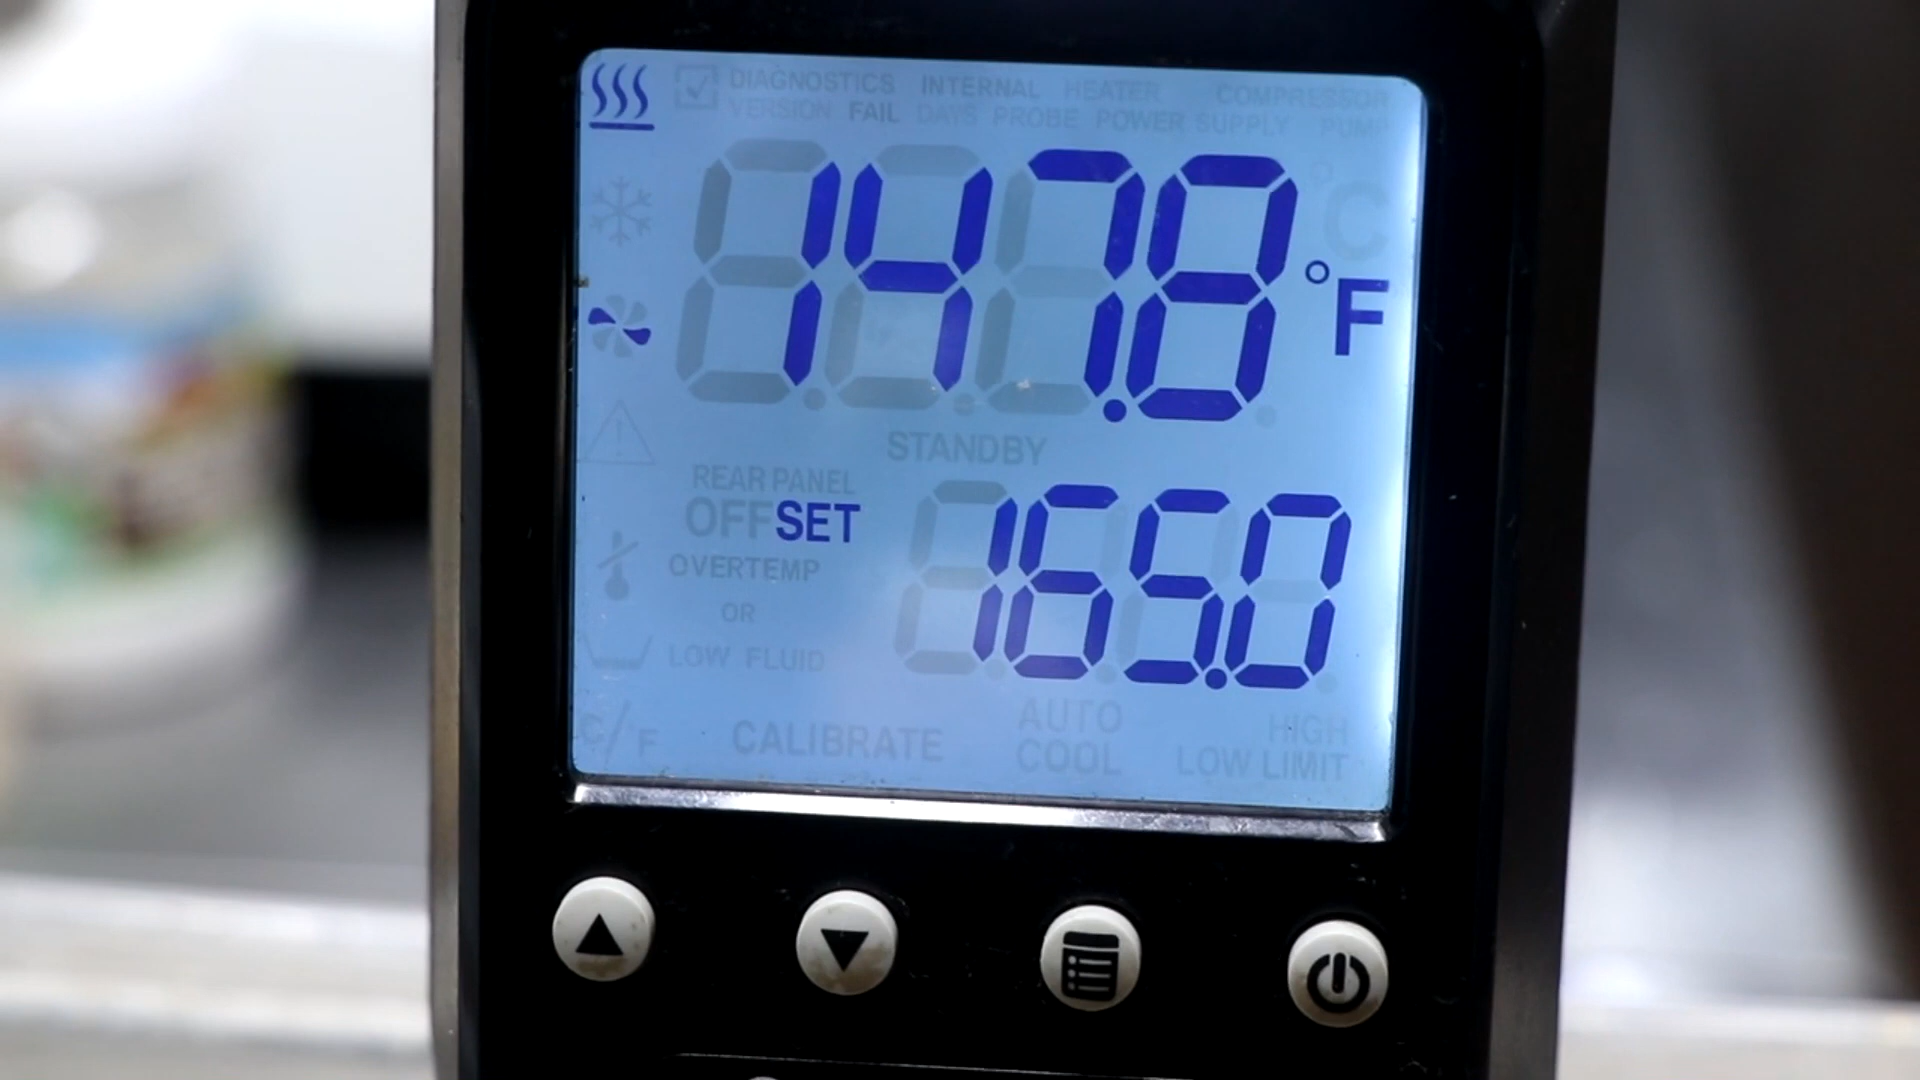 DIAGNOSTICS INTERNAL HEATER COMPRESSOR
VERSION FAIL DAYS PROBE POWER SUPPLY PUMP
147.8 °C °F
STANDBY
REAR PANEL
OFFSET 165.0
OVERTEMP
OR
LOW FLUID
C/F CALIBRATE AUTO COOL HIGH LOW LIMIT